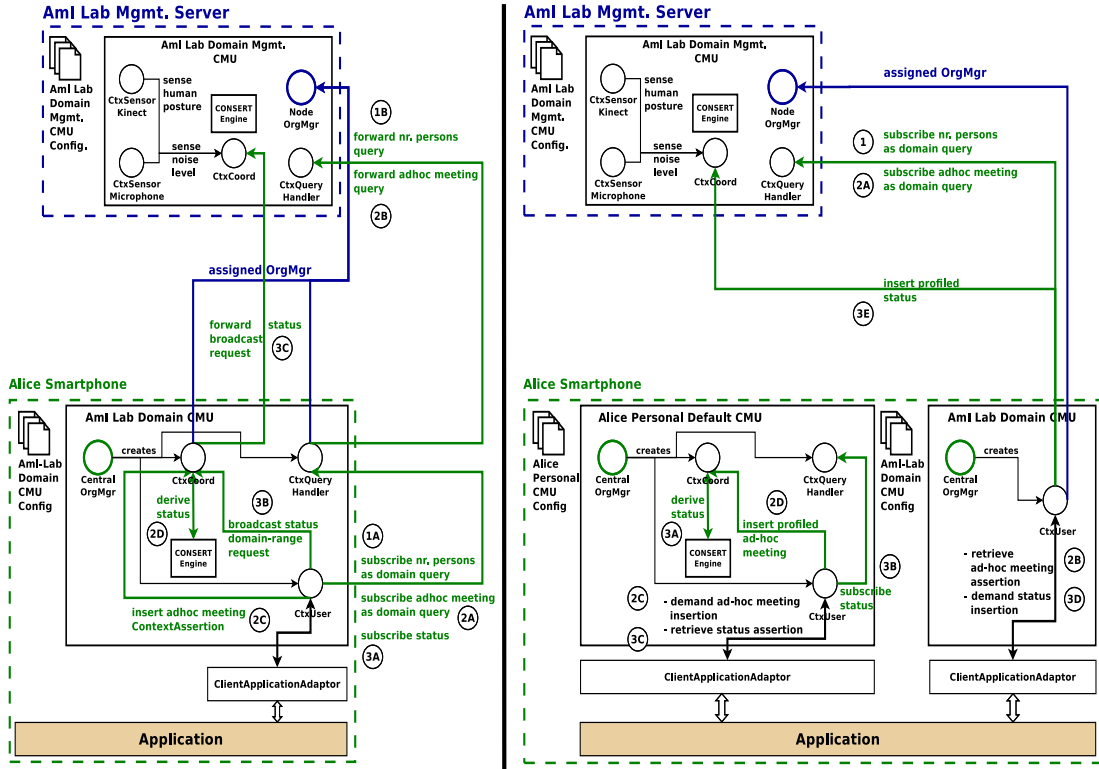 AmI Lab Mgmt. Server
AmI Lab
Domain
Mgmt.
CMU
Config.
AmI Lab Domain Mgmt.
CMU
CtxSensor
Kinect
sense
human
posture
CONSERT
Engine
Node
OrgMgr
CtxSensor
Microphone
sense
noise
level
CtxCoord
CtxQuery
Handler
1B
forward nr. persons
query
forward adhoc meeting
query
2B
assigned OrgMgr
forward status
broadcast
request
3C
Alice Smartphone
AmI-Lab
Domain
CMU
Config
AmI Lab Domain CMU
Central
OrgMgr
creates
CtxCoord
CtxQuery
Handler
derive
status
2D
3B
broadcast status
domain-range
request
CONSERT
Engine
1A
subscribe nr. persons
as domain query
subscribe adhoc meeting
as domain query
2A
insert adhoc meeting
ContextAssertion
2C
CtxUser
subscribe status
3A
ClientApplicationAdaptor
Application
AmI Lab Mgmt. Server
AmI Lab
Domain
Mgmt.
CMU
Config.
AmI Lab Domain Mgmt.
CMU
CtxSensor
Kinect
sense
human
posture
CONSERT
Engine
Node
OrgMgr
CtxSensor
Microphone
sense
noise
level
CtxCoord
CtxQuery
Handler
assigned OrgMgr
1
subscribe nr. persons
as domain query
2A
subscribe adhoc meeting
as domain query
insert profiled
status
3E
Alice Smartphone
Alice
Personal
CMU
Config
Alice Personal Default CMU
Central
OrgMgr
creates
CtxCoord
CtxQuery
Handler
derive
status
3A
2D
insert profiled
ad-hoc
meeting
CONSERT
Engine
3B
subscribe
status
2C
- demand ad-hoc meeting
insertion
3C
- retrieve status assertion
CtxUser
ClientApplicationAdaptor
AmI-Lab
Domain
CMU
Config
AmI Lab Domain CMU
Central
OrgMgr
creates
CtxUser
- retrieve
ad-hoc meeting
assertion
- demand status
insertion
2B
3D
ClientApplicationAdaptor
Application